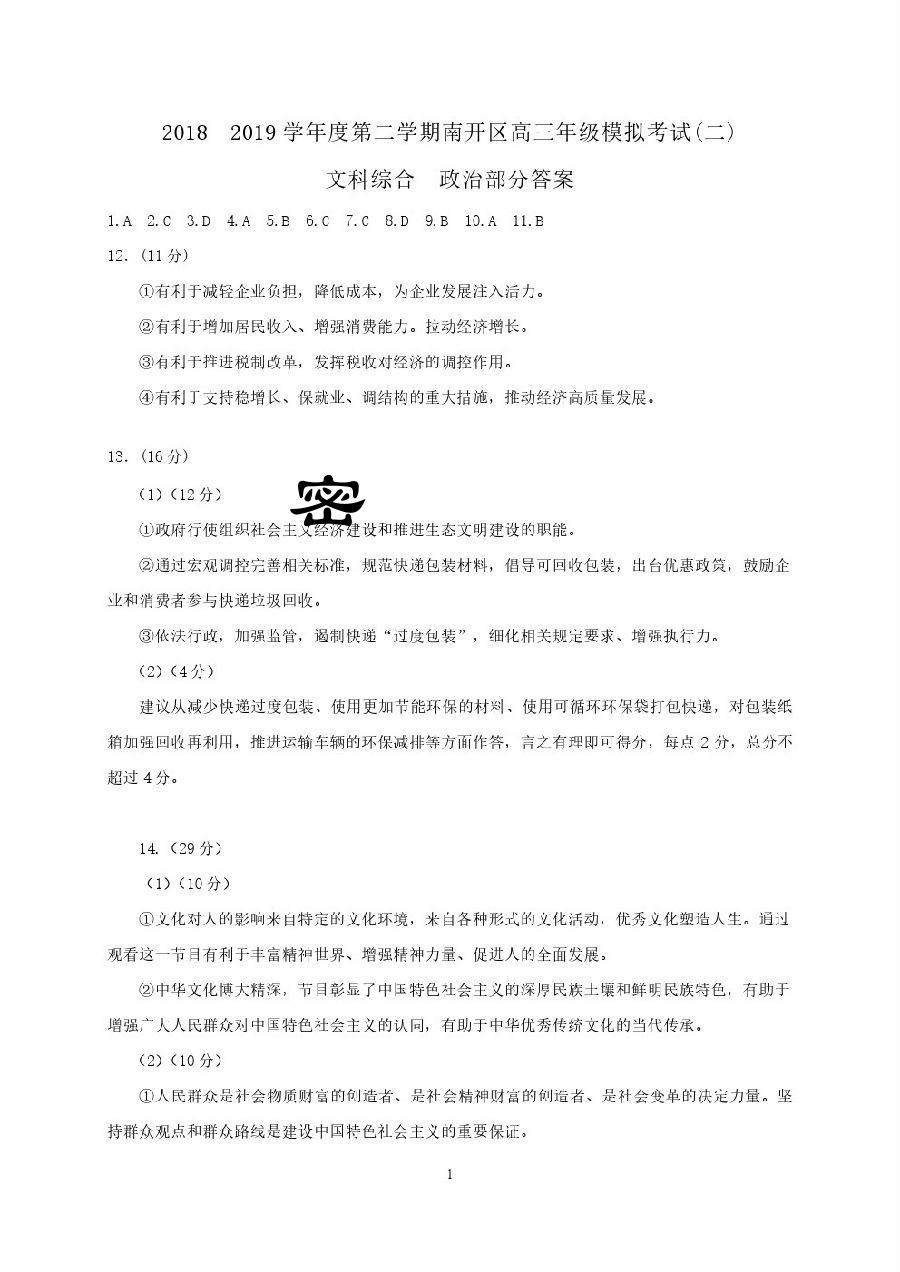 2018 2019学年度第二学期南开区高三年级模拟考试(二)
文科综合 政治部分答案
1.A 2.C 3.D 4.A 5.B 6.C 7.C 8.D 9.B 10.A 11.B
12. (11分)
①有利于减轻企业负担，降低成本，为企业发展注入活力。
②有利于增加居民收入、增强消费能力。拉动经济增长。
③有利于推进税制改革，发挥税收对经济的调控作用。
④有利于支持稳增长、保就业、调结构的重大措施，推动经济高质量发展。
13. (16分)
(1)(12分)
密
①政府行使组织社会主义经济建设和推进生态文明建设的职能。
②通过宏观调控完善相关标准，规范快递包装材料，倡导可回收包装，出台优惠政策，鼓励企
业和消费者参与快递垃圾回收。
③依法行政，加强监管，遏制快递“过度包装”，细化相关规定要求、增强执行力。
(2)(4分)
建议从减少快递过度包装、使用更加节能环保的材料、使用可循环环保袋打包快递，对包装纸
箱加强回收再利用，推进运输车辆的环保减排等方面作答，言之有理即可得分，每点2分，总分不
超过4分。
14.（29分）
(1)(10分)
①文化对人的影响来自特定的文化环境，来自各种形式的文化活动，优秀文化塑造人生。通过
观看这一节目有利于丰富精神世界、增强精神力量、促进人的全面发展。
②中华文化博大精深，节目彰显了中国特色社会主义的深厚民族土壤和鲜明民族特色，有助于
增强广大人民群众对中国特色社会主义的认同，有助于中华优秀传统文化的当代传承。
(2)(10分)
①人民群众是社会物质财富的创造者、是社会精神财富的创造者、是社会变革的决定力量。坚
持群众观点和群众路线是建设中国特色社会主义的重要保证。
1